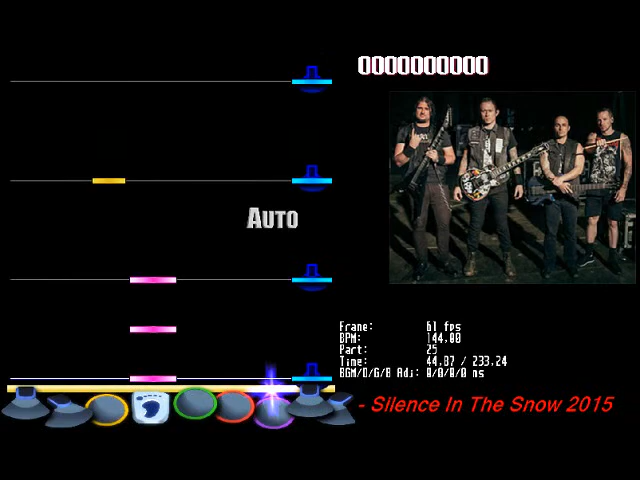 0000000000
AUTO
Frame: 61 fps
BPM: 144.00
Part: 25
Time: 44.07 / 233.24
BGM/D/G/B Adj: 0/0/0/0 ms
- Silence In The Snow 2015